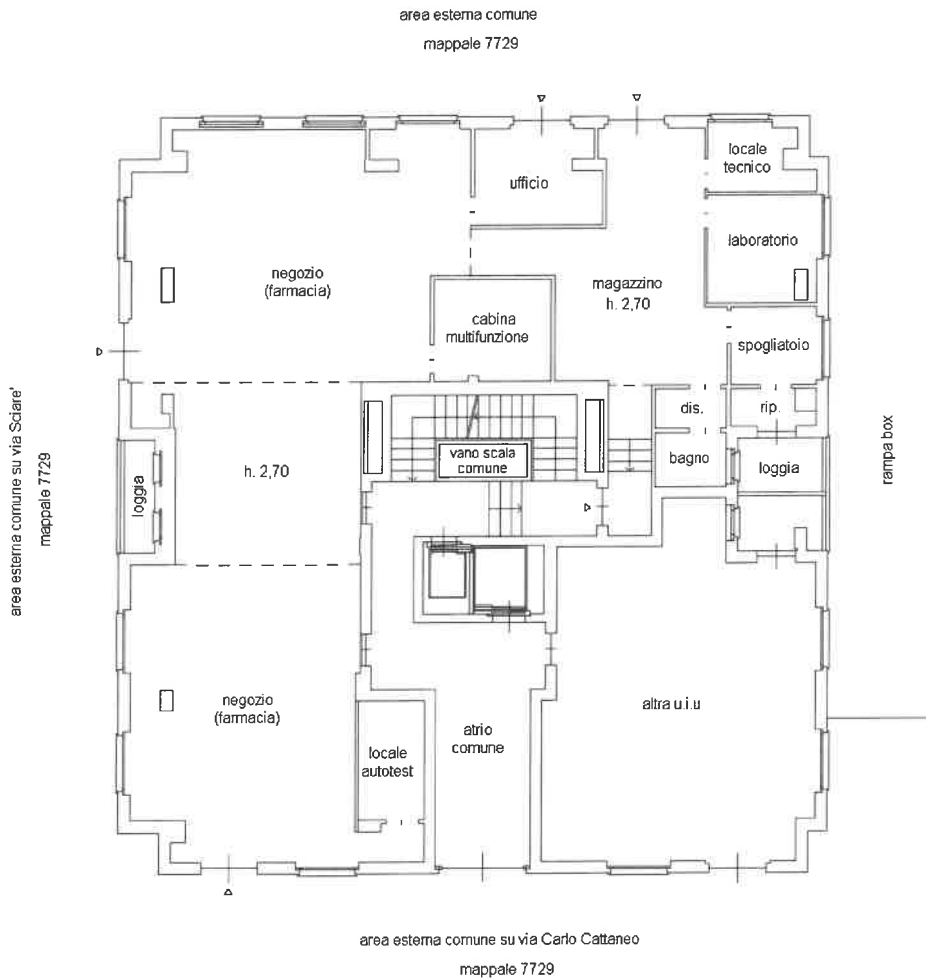 area esterna comune
mappale 7729
locale
tecnico
ufficio
laboratorio
negozio
(farmacia)
magazzino
h. 2,70
cabina
multifunzione
spogliatoio
dis.
rip.
vano scala
comune
bagno
loggia
h. 2,70
loggia
area esterna comune su via Sciare'
mappale 7729
rampa box
negozio
(farmacia)
altra u.i.u
atrio
comune
locale
autotest
area esterna comune su via Carlo Cattaneo
mappale 7729